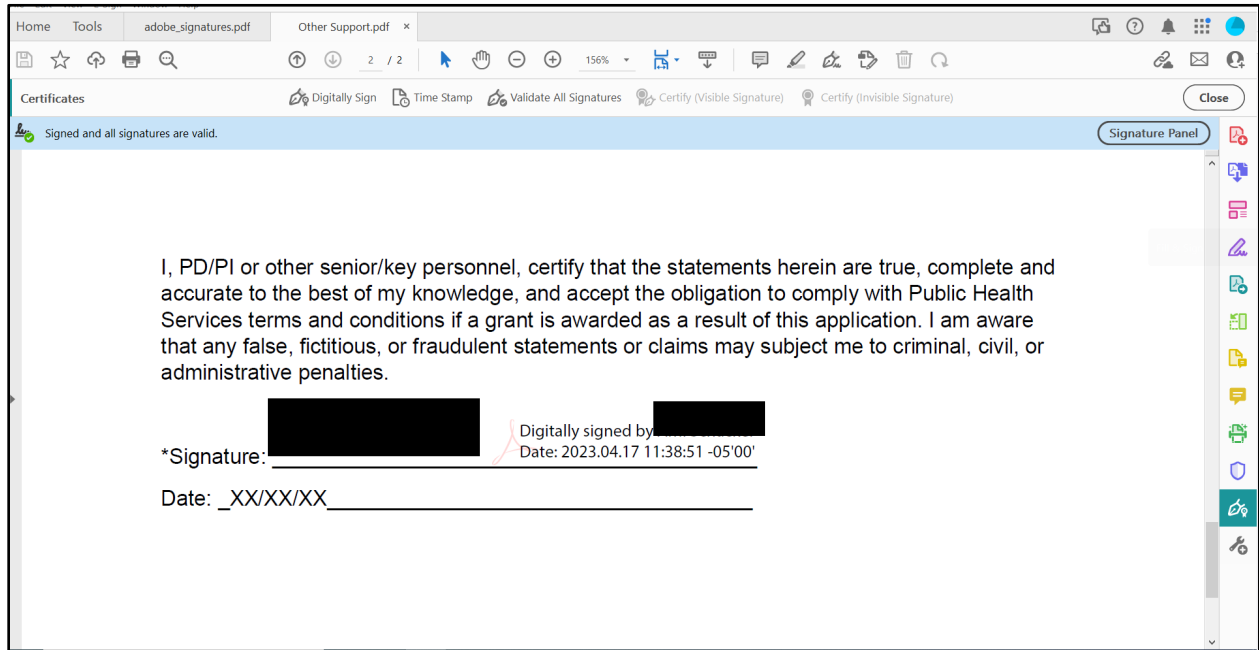 Home Tools adobe_signatures.pdf Other Support.pdf ×
2 / 2 156%
Certificates Digitally Sign Time Stamp Validate All Signatures Certify (Visible Signature) Certify (Invisible Signature) Close
Signed and all signatures are valid. Signature Panel
I, PD/PI or other senior/key personnel, certify that the statements herein are true, complete and
accurate to the best of my knowledge, and accept the obligation to comply with Public Health
Services terms and conditions if a grant is awarded as a result of this application. I am aware
that any false, fictitious, or fraudulent statements or claims may subject me to criminal, civil, or
administrative penalties.
Digitally signed by
*Signature: Date: 2023.04.17 11:38:51 -05'00'
Date: _XX/XX/XX